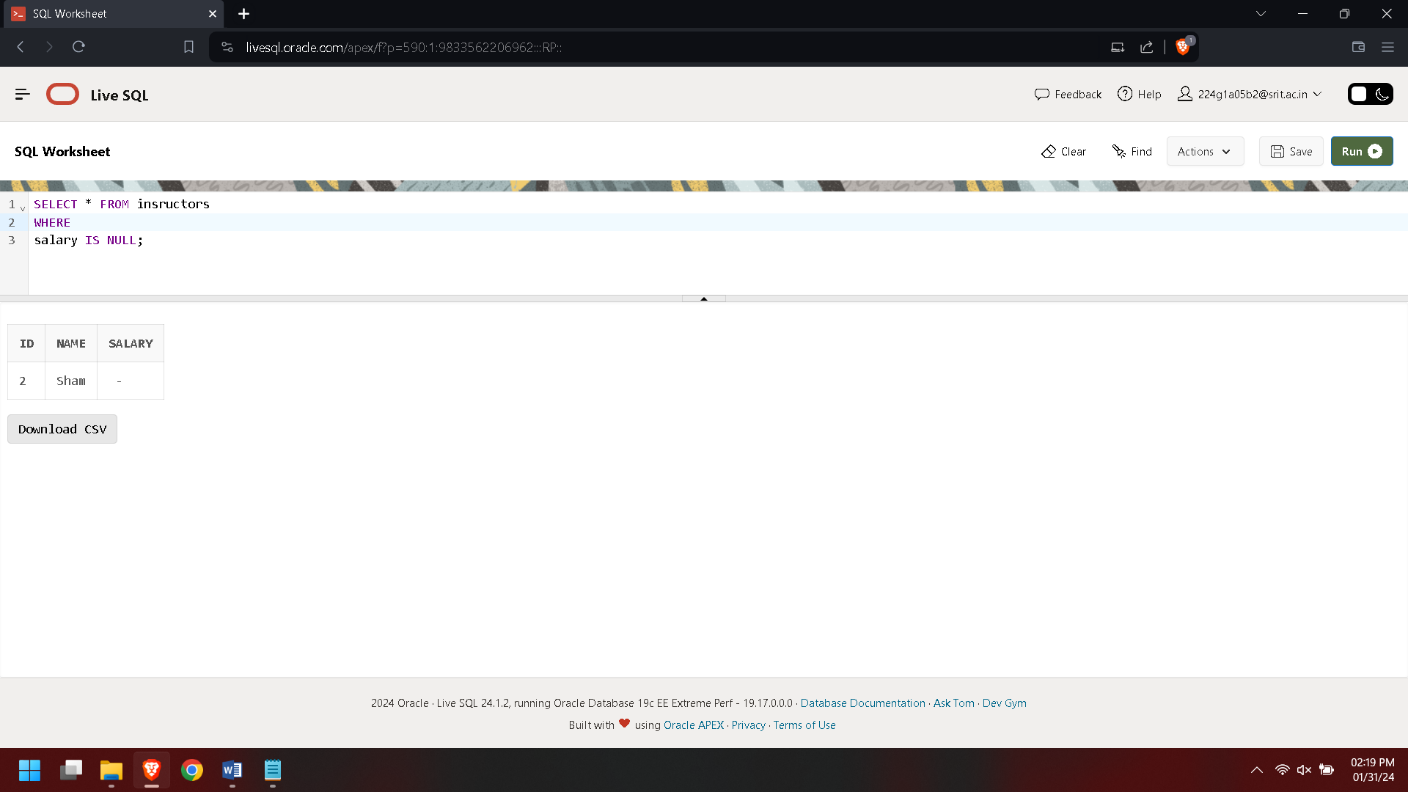 SQL Worksheet
livesql.oracle.com/apex/f?p=590:1:9833562206962:::RP::
1
Live SQL
Feedback Help 224g1a05b2@srit.ac.in
SQL Worksheet
Clear Find Actions Save Run
1 SELECT * FROM insructors
2 WHERE
3 salary IS NULL;
ID NAME SALARY
2 Sham -
Download CSV
2024 Oracle · Live SQL 24.1.2, running Oracle Database 19c EE Extreme Perf - 19.17.0.0.0 · Database Documentation · Ask Tom · Dev Gym
Built with ❤ using Oracle APEX · Privacy · Terms of Use
02:19 PM
01/31/24